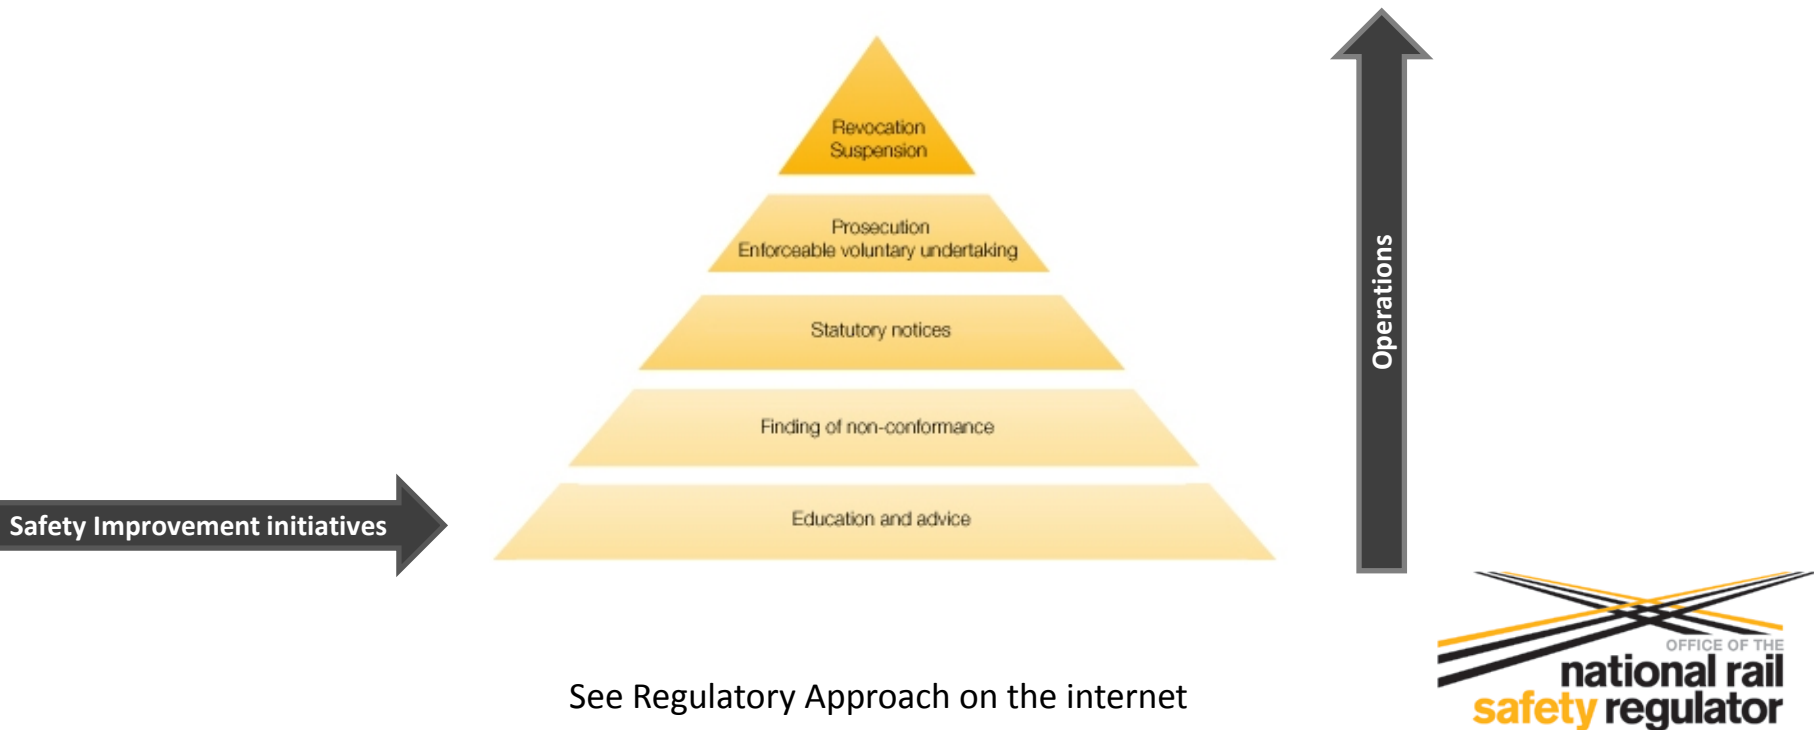 Revocation
Suspension
Prosecution
Enforceable voluntary undertaking
Statutory notices
Finding of non-conformance
Education and advice
Safety Improvement initiatives
Operations
See Regulatory Approach on the internet
OFFICE OF THE
national rail
safety regulator